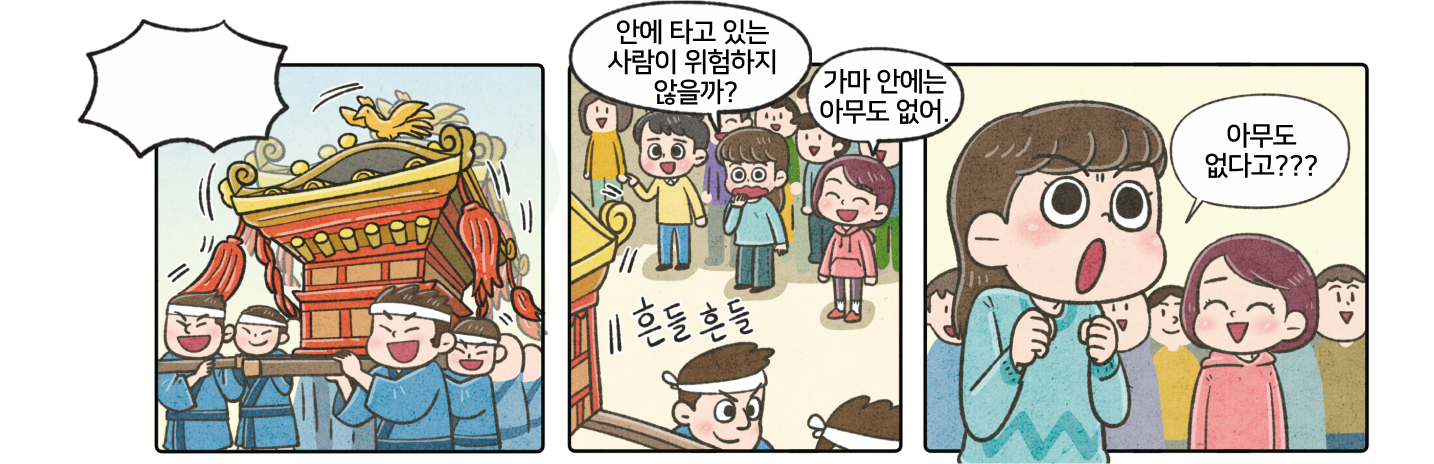 안에 타고 있는
사람이 위험하지
않을까?
가마 안에는
아무도 없어.
흔들 흔들
아무도
없다고???